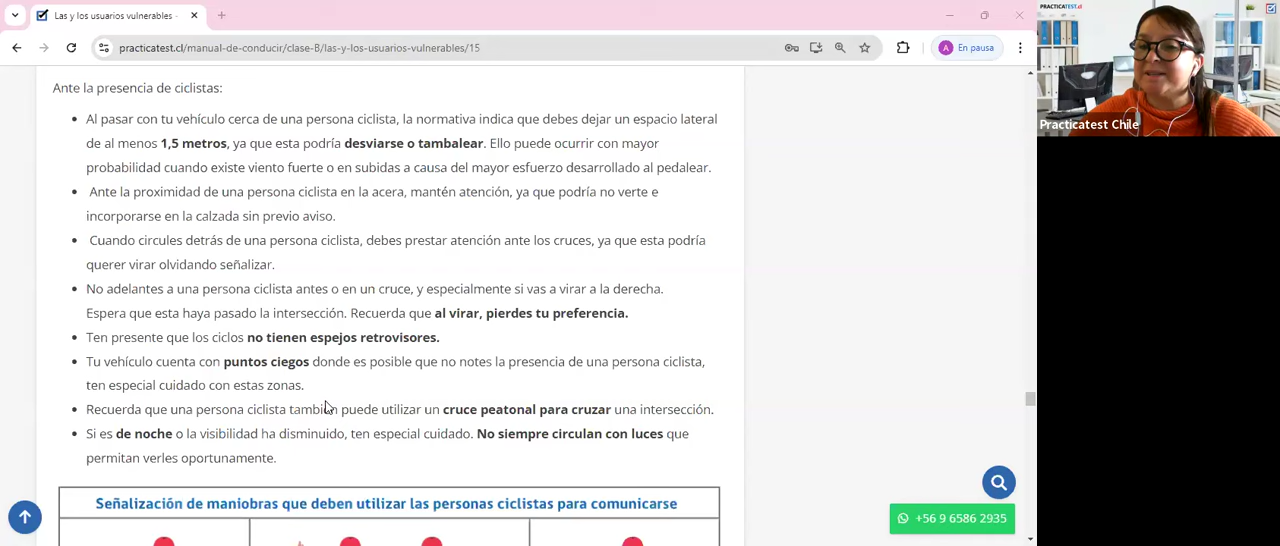 Las y los usuarios vulnerables -
practicatest.cl/manual-de-conducir/clase-B/las-y-los-usuarios-vulnerables/15
A
En pausa
PRACTICATEST.cl
Practicatest Chile
Ante la presencia de ciclistas:
Al pasar con tu vehículo cerca de una persona ciclista, la normativa indica que debes dejar un espacio lateral
de al menos 1,5 metros, ya que esta podría desviarse o tambalear. Ello puede ocurrir con mayor
probabilidad cuando existe viento fuerte o en subidas a causa del mayor esfuerzo desarrollado al pedalear.
Ante la proximidad de una persona ciclista en la acera, mantén atención, ya que podría no verte e
incorporarse en la calzada sin previo aviso.
Cuando circules detrás de una persona ciclista, debes prestar atención ante los cruces, ya que esta podría
querer virar olvidando señalizar.
No adelantes a una persona ciclista antes o en un cruce, y especialmente si vas a virar a la derecha.
Espera que esta haya pasado la intersección. Recuerda que al virar, pierdes tu preferencia.
Ten presente que los ciclos no tienen espejos retrovisores.
Tu vehículo cuenta con puntos ciegos donde es posible que no notes la presencia de una persona ciclista,
ten especial cuidado con estas zonas.
Recuerda que una persona ciclista también puede utilizar un cruce peatonal para cruzar una intersección.
Si es de noche o la visibilidad ha disminuido, ten especial cuidado. No siempre circulan con luces que
permitan verles oportunamente.
Señalización de maniobras que deben utilizar las personas ciclistas para comunicarse
+56 9 6586 2935